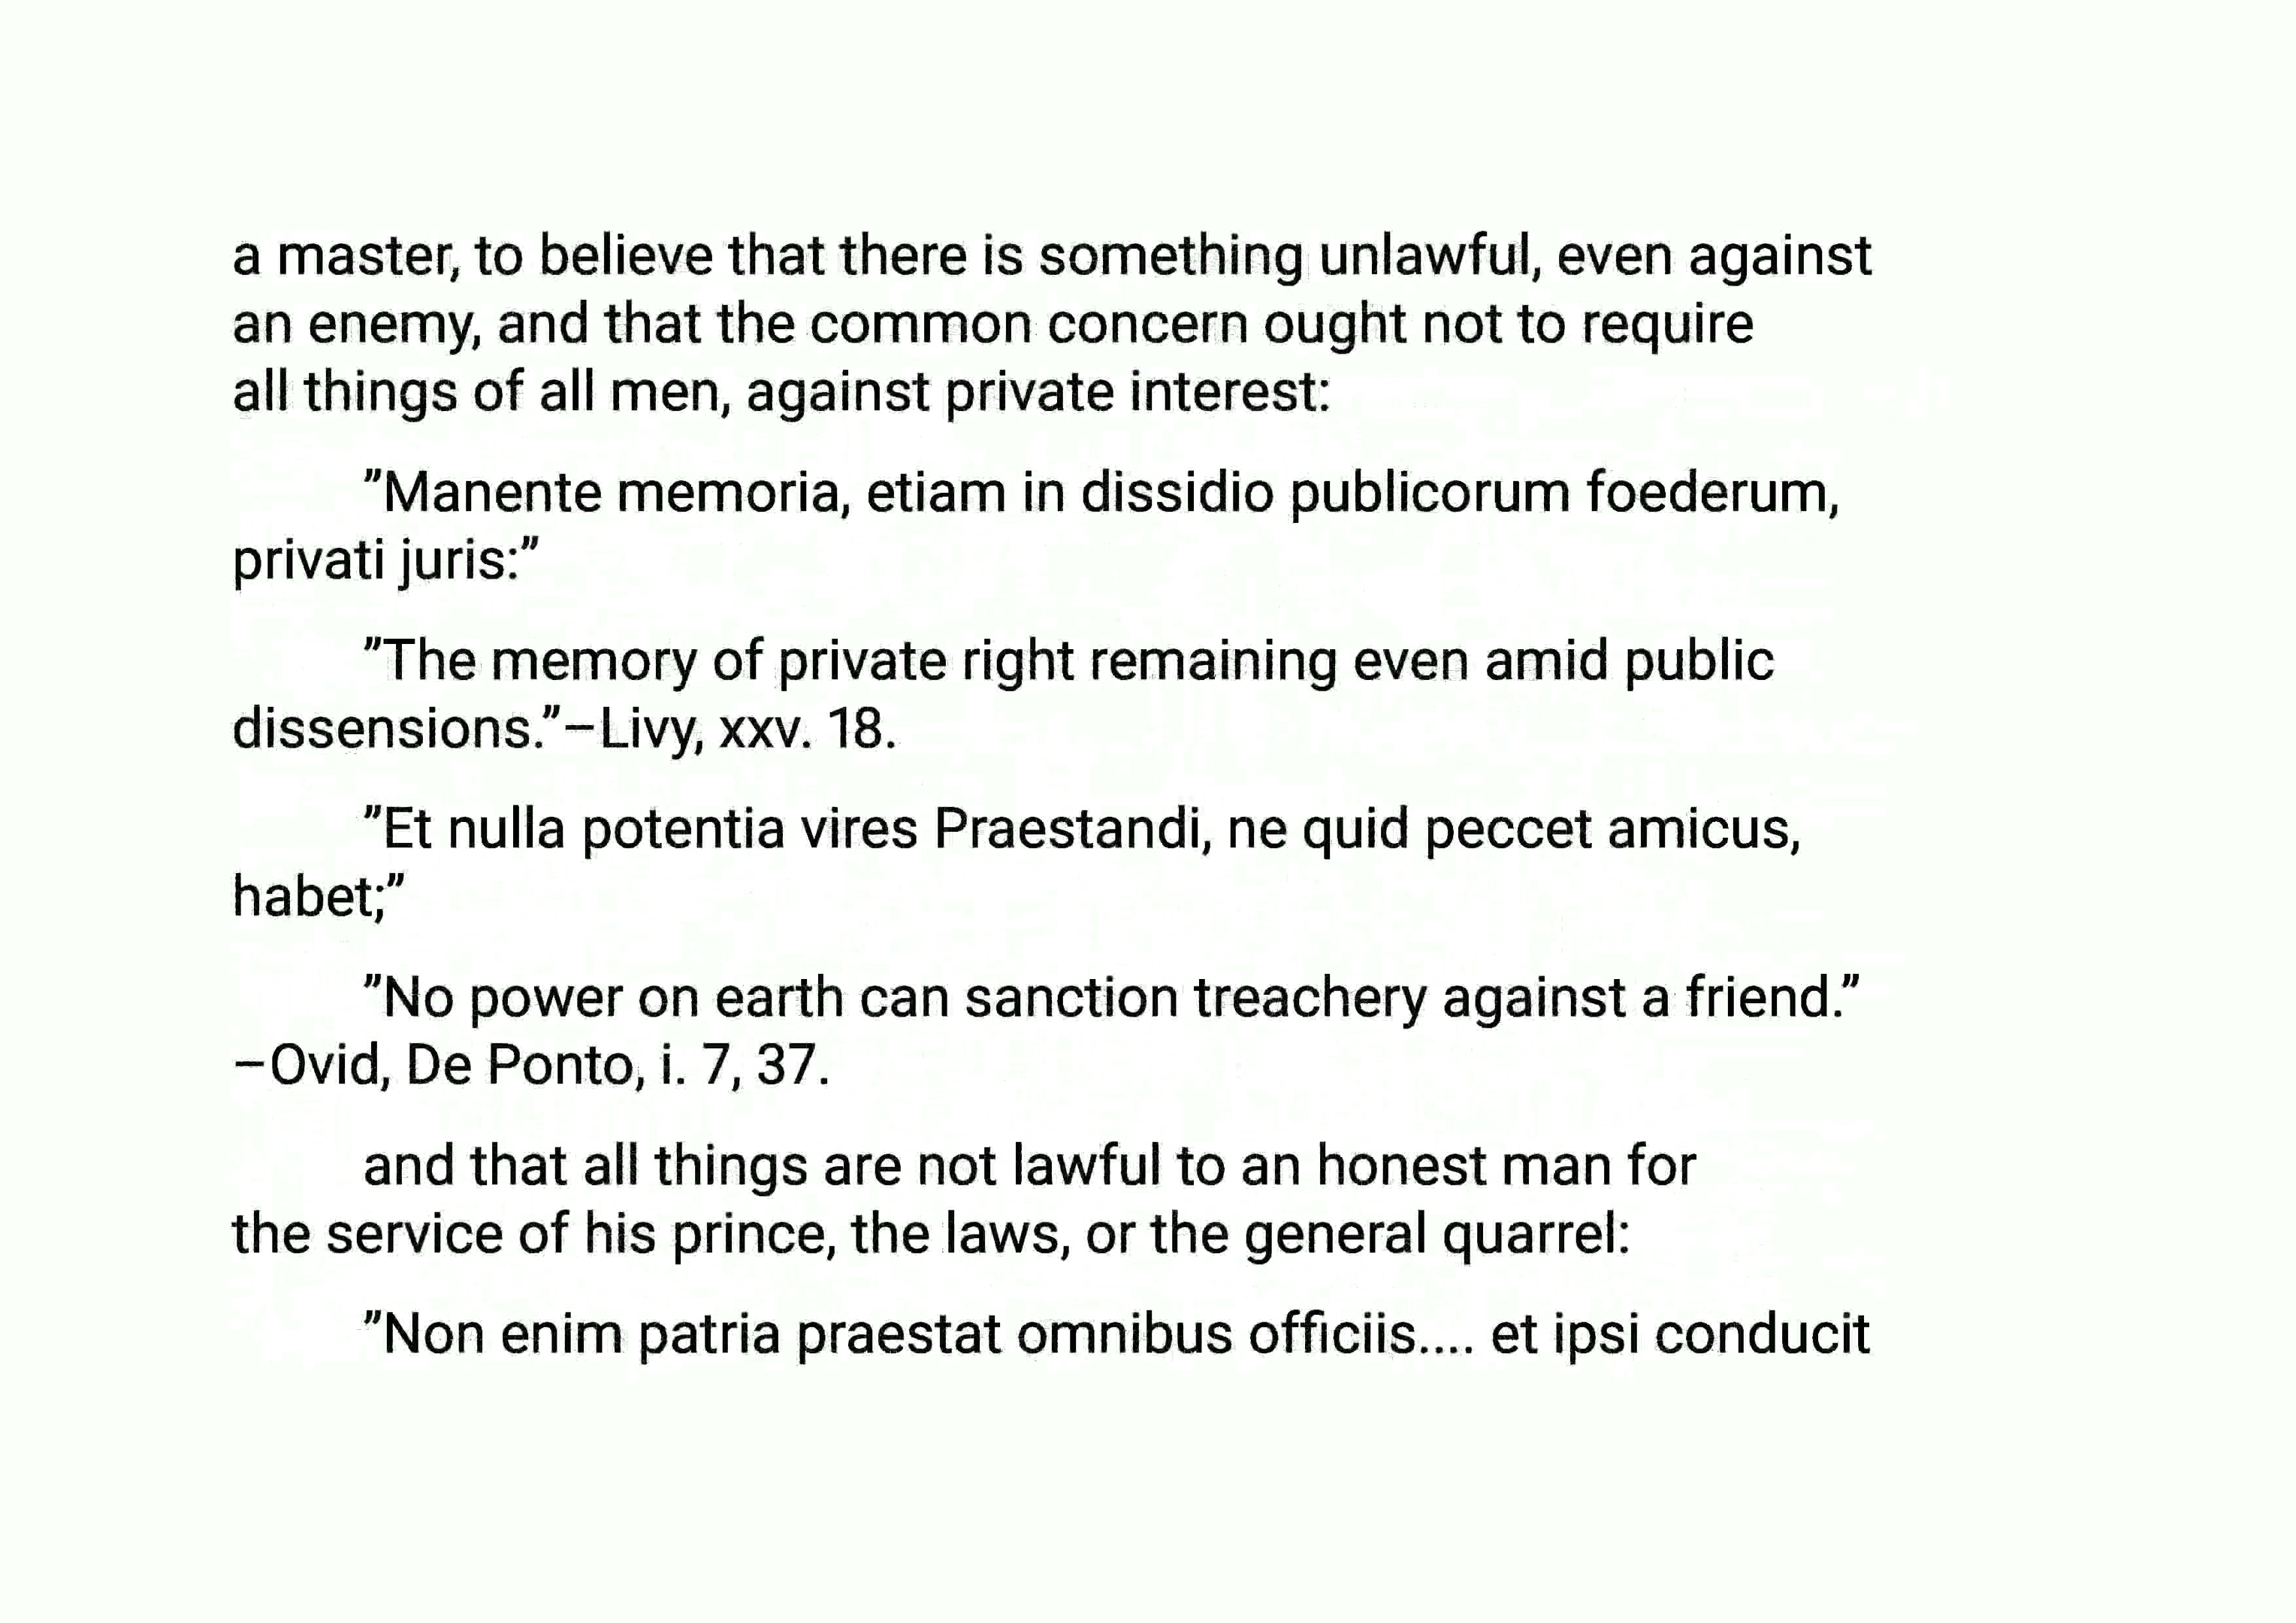 a master, to believe that there is something unlawful, even against
an enemy, and that the common concern ought not to require
all things of all men, against private interest:
”Manente memoria, etiam in dissidio publicorum foederum,
privati juris:”
”The memory of private right remaining even amid public
dissensions.”–Livy, xxv. 18.
”Et nulla potentia vires Praestandi, ne quid peccet amicus,
habet;”
”No power on earth can sanction treachery against a friend.”
–Ovid, De Ponto, i. 7, 37.
and that all things are not lawful to an honest man for
the service of his prince, the laws, or the general quarrel:
”Non enim patria praestat omnibus officiis.... et ipsi conducit